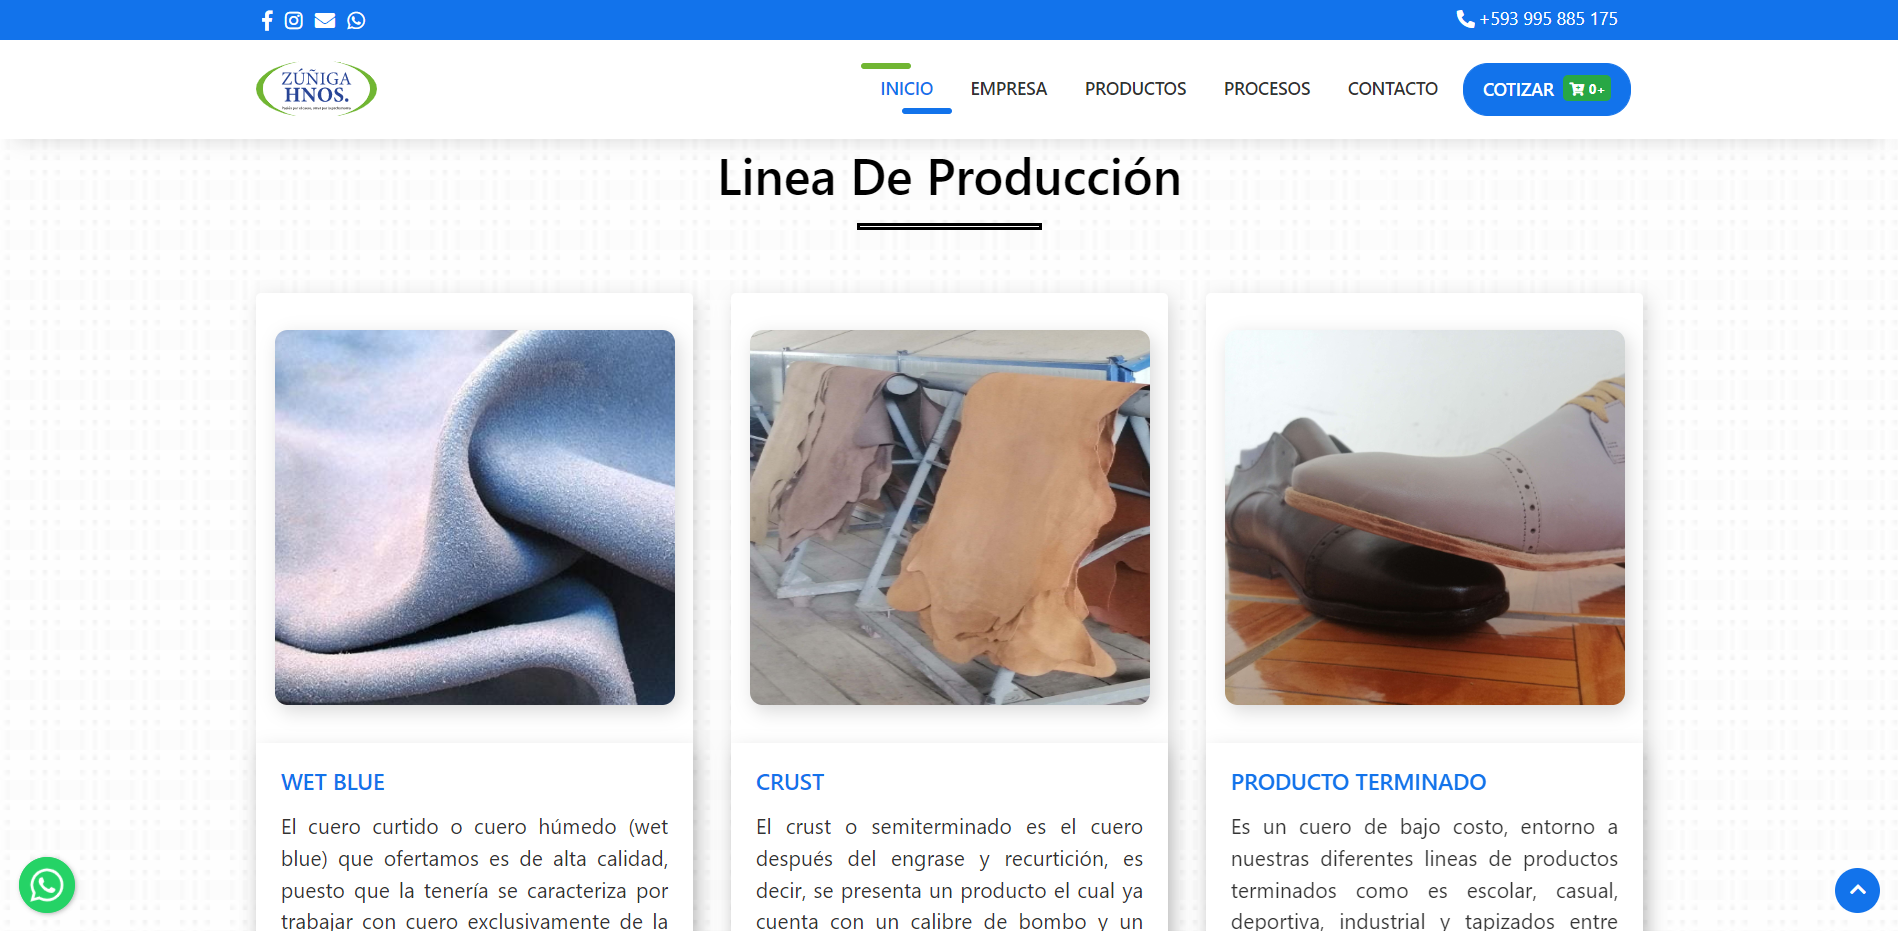 +593 995 885 175
ZÚÑIGA
HNOS.
INICIO EMPRESA PRODUCTOS PROCESOS CONTACTO COTIZAR 0+
Linea De Producción
WET BLUE
El cuero curtido o cuero húmedo (wet
blue) que ofertamos es de alta calidad,
puesto que la tenería se caracteriza por
trabajar con cuero exclusivamente de la
CRUST
El crust o semiterminado es el cuero
después del engrase y recurtición, es
decir, se presenta un producto el cual ya
cuenta con un calibre de bombo y un
PRODUCTO TERMINADO
Es un cuero de bajo costo, entorno a
nuestras diferentes lineas de productos
terminados como es escolar, casual,
deportiva, industrial y tapizados entre